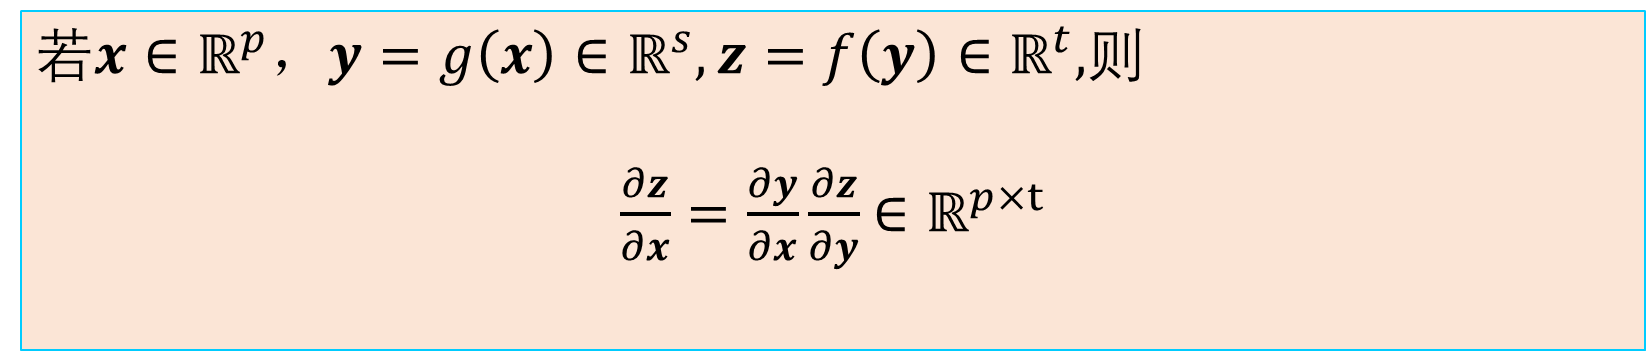 若𝒙 ∈ ℝ^p，𝒚 = g(𝒙) ∈ ℝ^s, 𝒛 = f(𝒚) ∈ ℝ^t,则
∂𝒛/∂𝒙 = ∂𝒚/∂𝒙 ∂𝒛/∂𝒚 ∈ ℝ^{p×t}